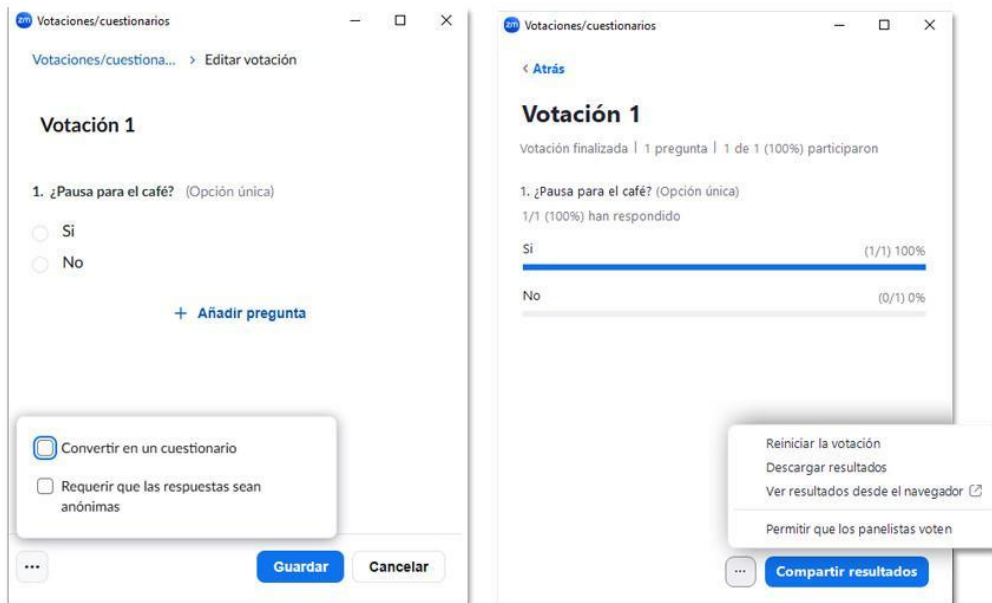 zm Votaciones/cuestionarios
Votaciones/cuestiona... > Editar votación
Votación 1
1. ¿Pausa para el café? (Opción única)
Si
No
+ Añadir pregunta
Convertir en un cuestionario
Requerir que las respuestas sean
anónimas
...
Guardar
Cancelar
zm Votaciones/cuestionarios
< Atrás
Votación 1
Votación finalizada | 1 pregunta | 1 de 1 (100%) participaron
1. ¿Pausa para el café? (Opción única)
1/1 (100%) han respondido
Si (1/1) 100%
No (0/1) 0%
Reiniciar la votación
Descargar resultados
Ver resultados desde el navegador
Permitir que los panelistas voten
...
Compartir resultados